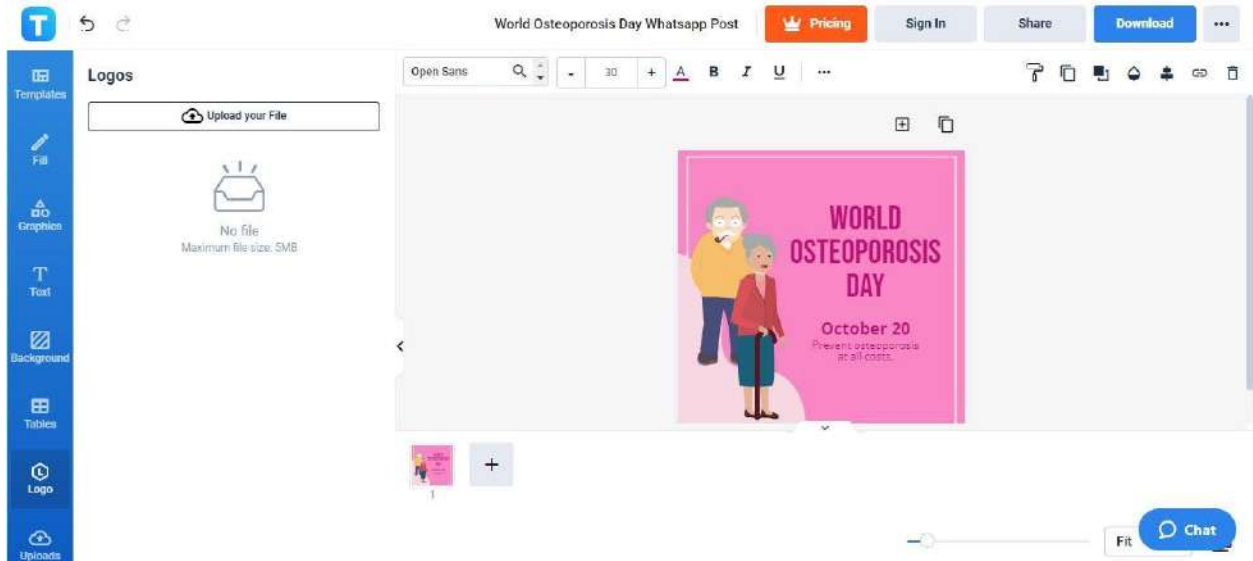 T
World Osteoporosis Day Whatsapp Post
Pricing
Sign In
Share
Download
Templates
Fill
Graphics
Text
Background
Tables
Logo
Uploads
Logos
Upload your File
No file
Maximum file size: 5MB
Open Sans
- 30 + A B I U
WORLD
OSTEOPOROSIS
DAY
October 20
Prevent osteoporosis
at all costs.
1
Fit
Chat